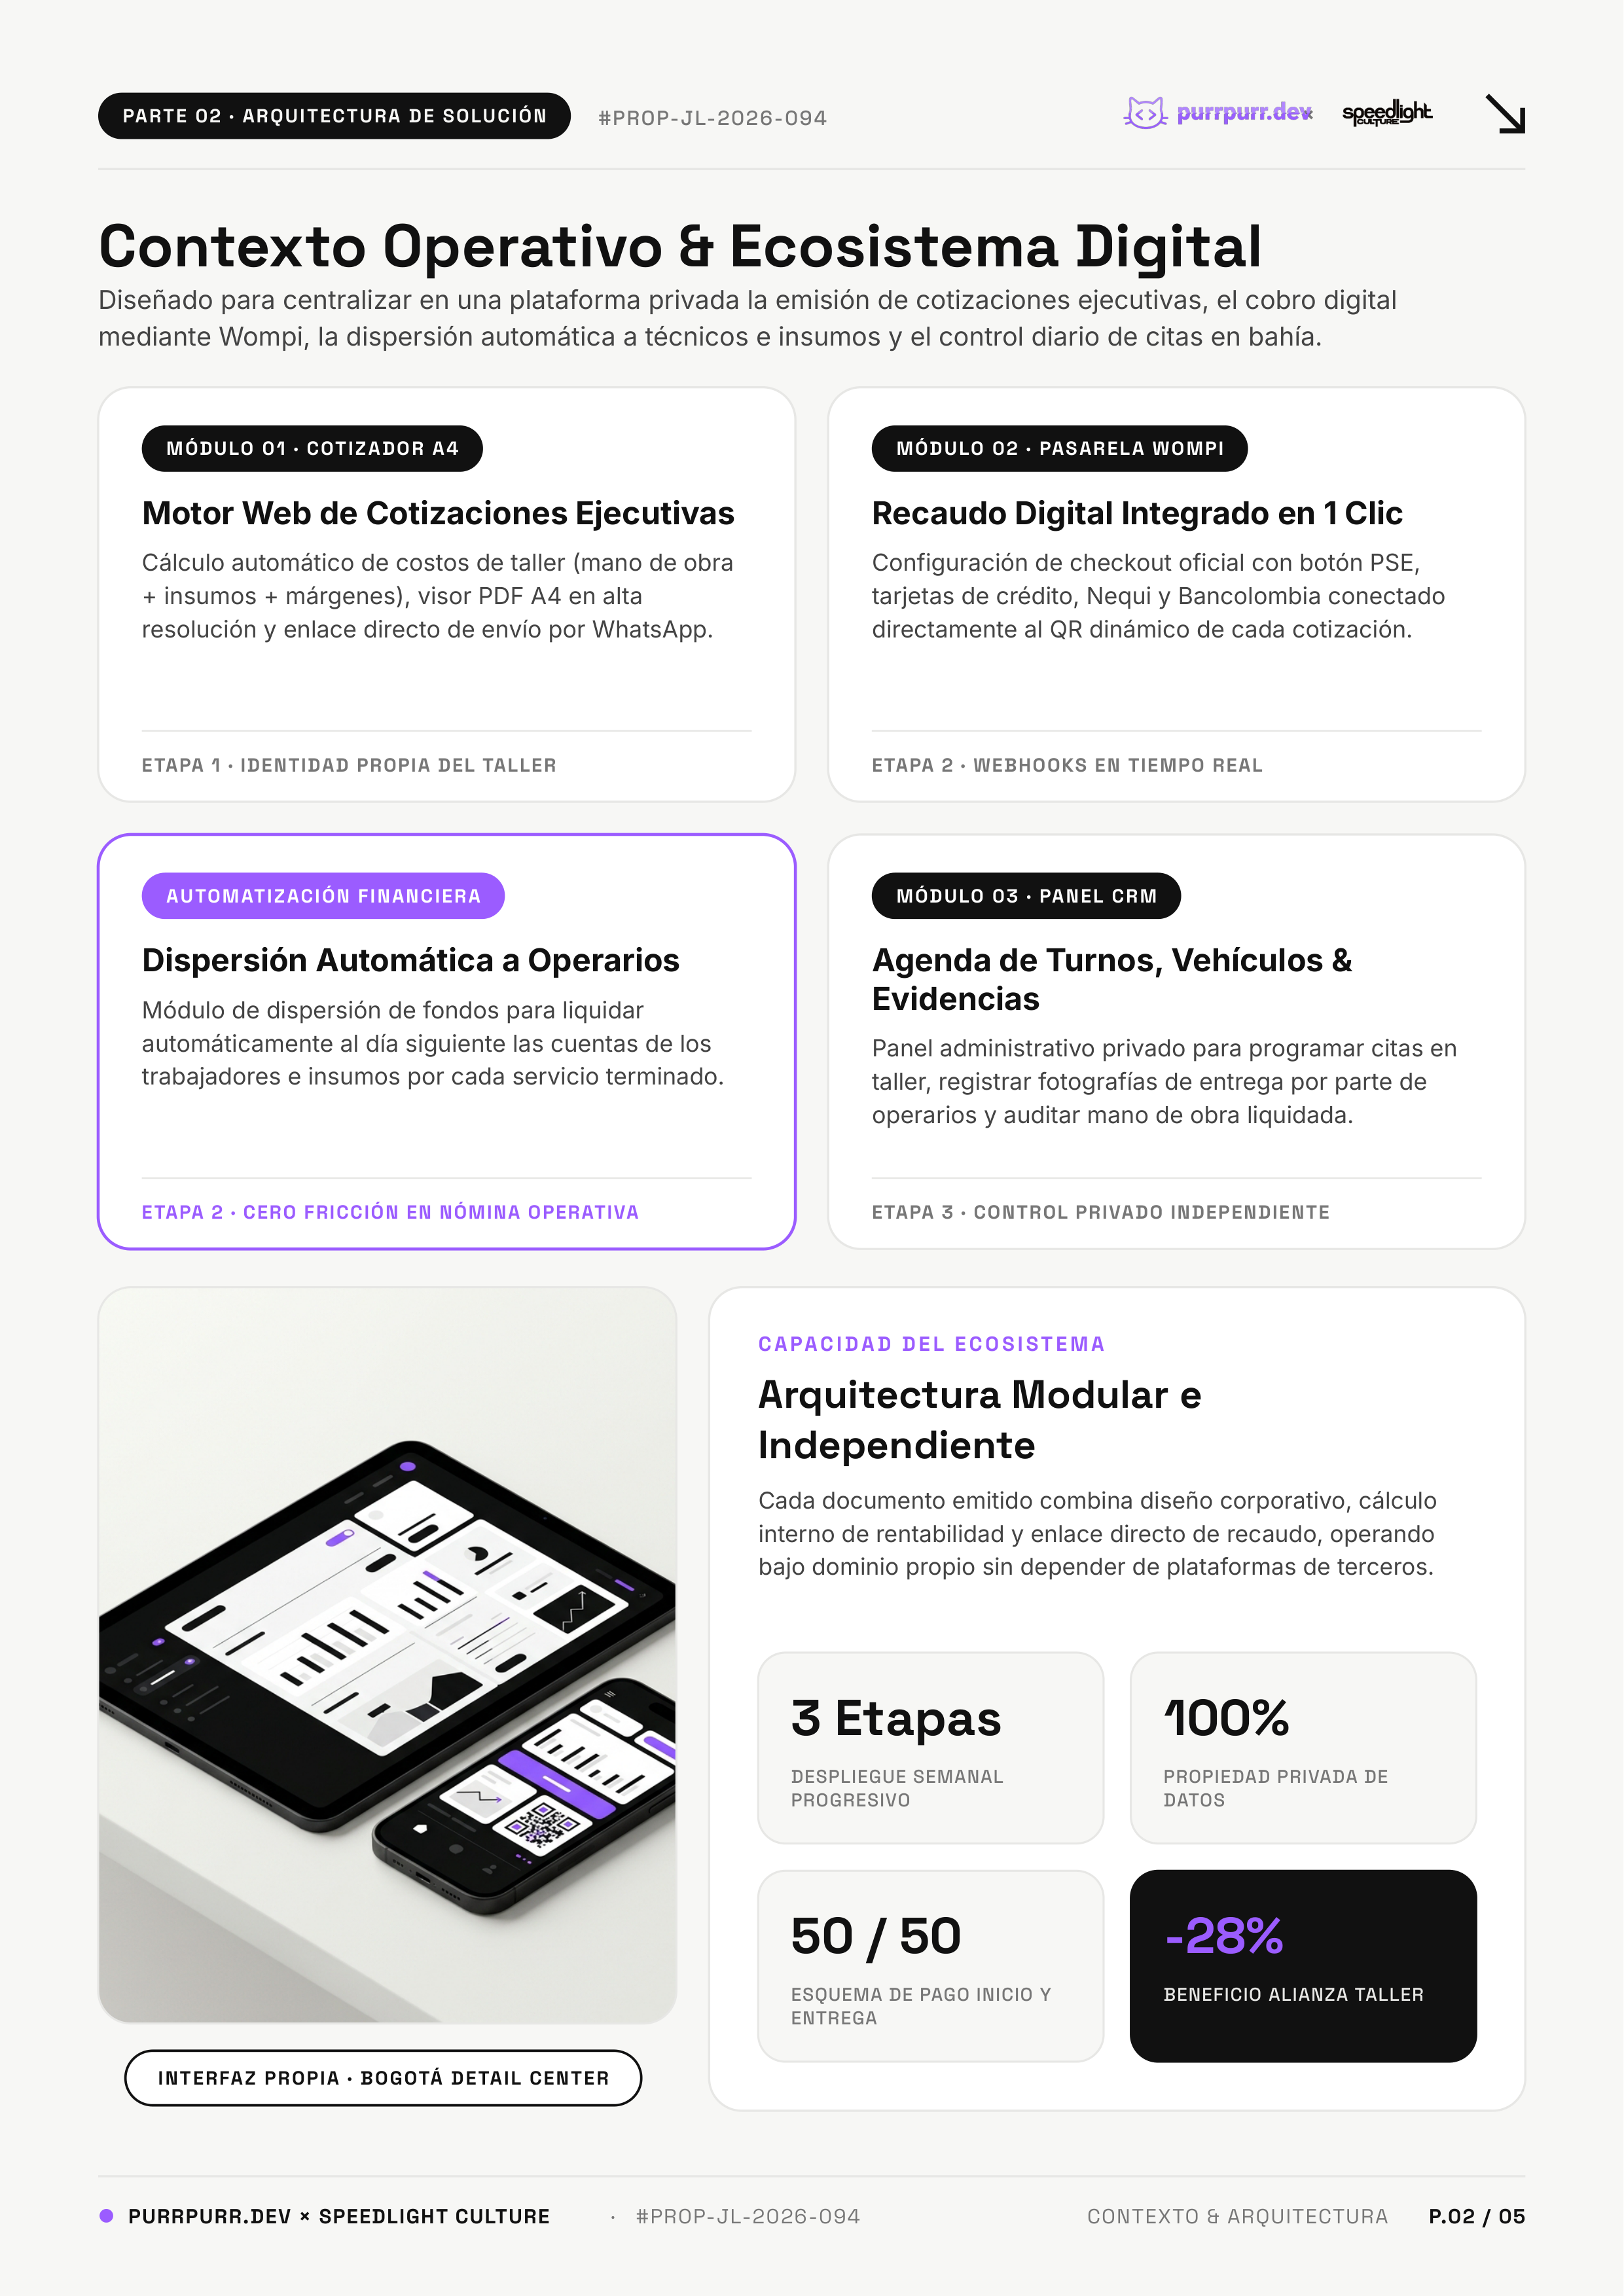 PARTE 02 · ARQUITECTURA DE SOLUCIÓN
#PROP-JL-2026-094
purrpurr.dev ×
speedlight
CULTURE
Contexto Operativo & Ecosistema Digital
Diseñado para centralizar en una plataforma privada la emisión de cotizaciones ejecutivas, el cobro digital
mediante Wompi, la dispersión automática a técnicos e insumos y el control diario de citas en bahía.
MÓDULO 01 · COTIZADOR A4
Motor Web de Cotizaciones Ejecutivas
Cálculo automático de costos de taller (mano de obra
+ insumos + márgenes), visor PDF A4 en alta
resolución y enlace directo de envío por WhatsApp.
ETAPA 1 · IDENTIDAD PROPIA DEL TALLER
MÓDULO 02 · PASARELA WOMPI
Recaudo Digital Integrado en 1 Clic
Configuración de checkout oficial con botón PSE,
tarjetas de crédito, Nequi y Bancolombia conectado
directamente al QR dinámico de cada cotización.
ETAPA 2 · WEBHOOKS EN TIEMPO REAL
AUTOMATIZACIÓN FINANCIERA
Dispersión Automática a Operarios
Módulo de dispersión de fondos para liquidar
automáticamente al día siguiente las cuentas de los
trabajadores e insumos por cada servicio terminado.
ETAPA 2 · CERO FRICCIÓN EN NÓMINA OPERATIVA
MÓDULO 03 · PANEL CRM
Agenda de Turnos, Vehículos &
Evidencias
Panel administrativo privado para programar citas en
taller, registrar fotografías de entrega por parte de
operarios y auditar mano de obra liquidada.
ETAPA 3 · CONTROL PRIVADO INDEPENDIENTE
INTERFAZ PROPIA · BOGOTÁ DETAIL CENTER
CAPACIDAD DEL ECOSISTEMA
Arquitectura Modular e
Independiente
Cada documento emitido combina diseño corporativo, cálculo
interno de rentabilidad y enlace directo de recaudo, operando
bajo dominio propio sin depender de plataformas de terceros.
3 Etapas
DESPLIEGUE SEMANAL
PROGRESIVO
100%
PROPIEDAD PRIVADA DE
DATOS
50 / 50
ESQUEMA DE PAGO INICIO Y
ENTREGA
-28%
BENEFICIO ALIANZA TALLER
PURRPURR.DEV × SPEEDLIGHT CULTURE · #PROP-JL-2026-094
CONTEXTO & ARQUITECTURA P.02 / 05